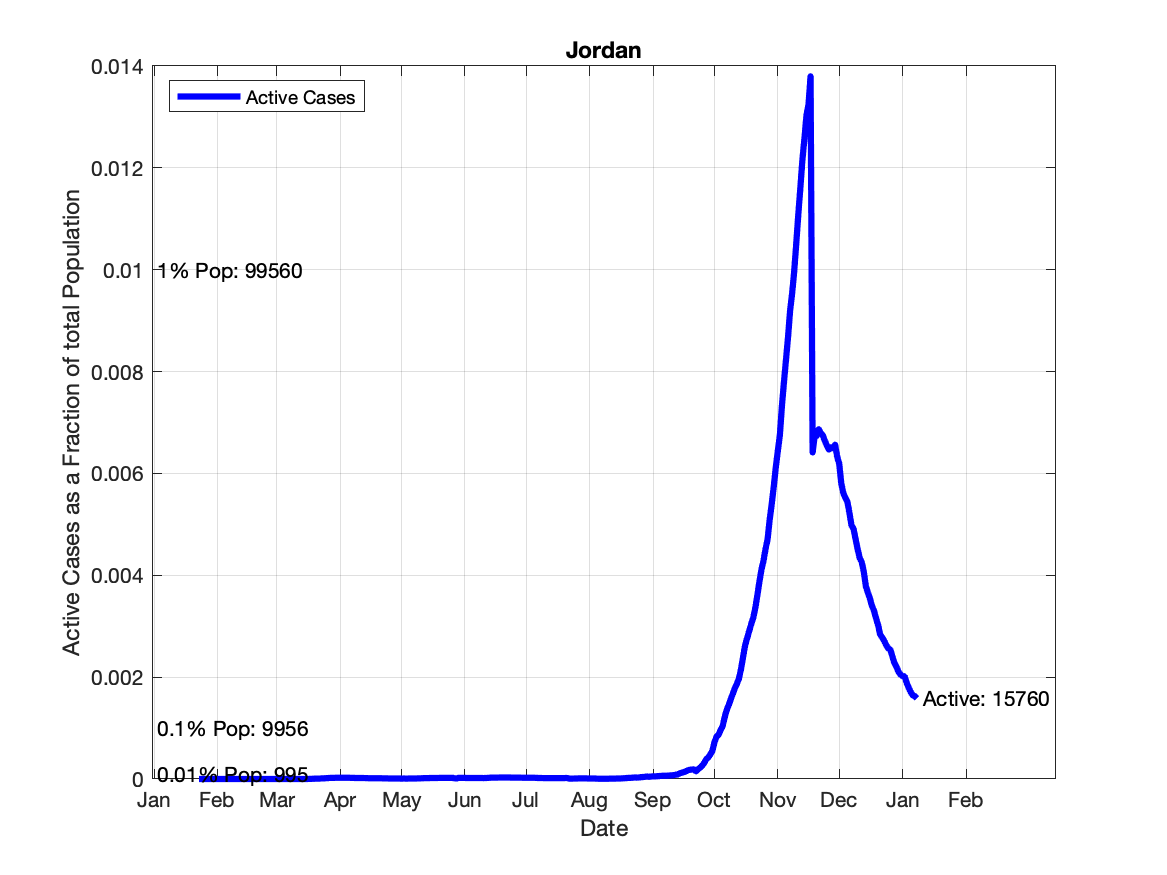 Jordan
0.014
Active Cases
0.012
0.01
1% Pop: 99560
0.008
0.006
0.004
0.002
Active: 15760
0.1% Pop: 9956
0.01% Pop: 995
0
Jan Feb Mar Apr May Jun Jul Aug Sep Oct Nov Dec Jan Feb
Date
Active Cases as a Fraction of total Population